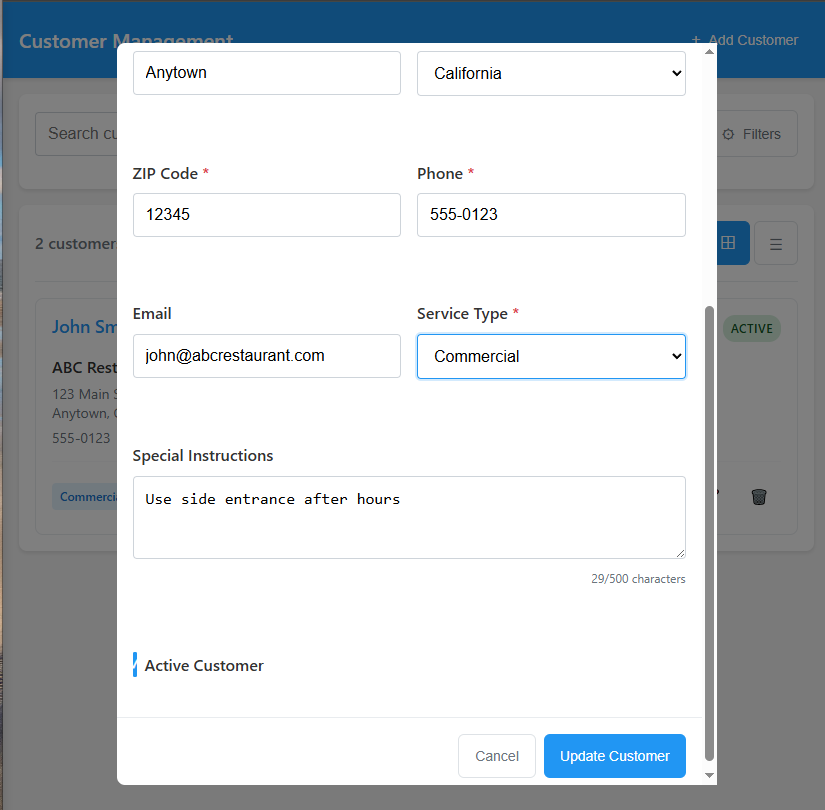 Customer Management
+ Add Customer
Anytown
California
Search cu
Filters
ZIP Code *
Phone *
12345
555-0123
2 customer
Email
Service Type *
John Sm
ACTIVE
john@abcrestaurant.com
Commercial
ABC Rest
123 Main
Anytown,
555-0123
Special Instructions
Use side entrance after hours
Commercia
29/500 characters
Active Customer
Cancel
Update Customer